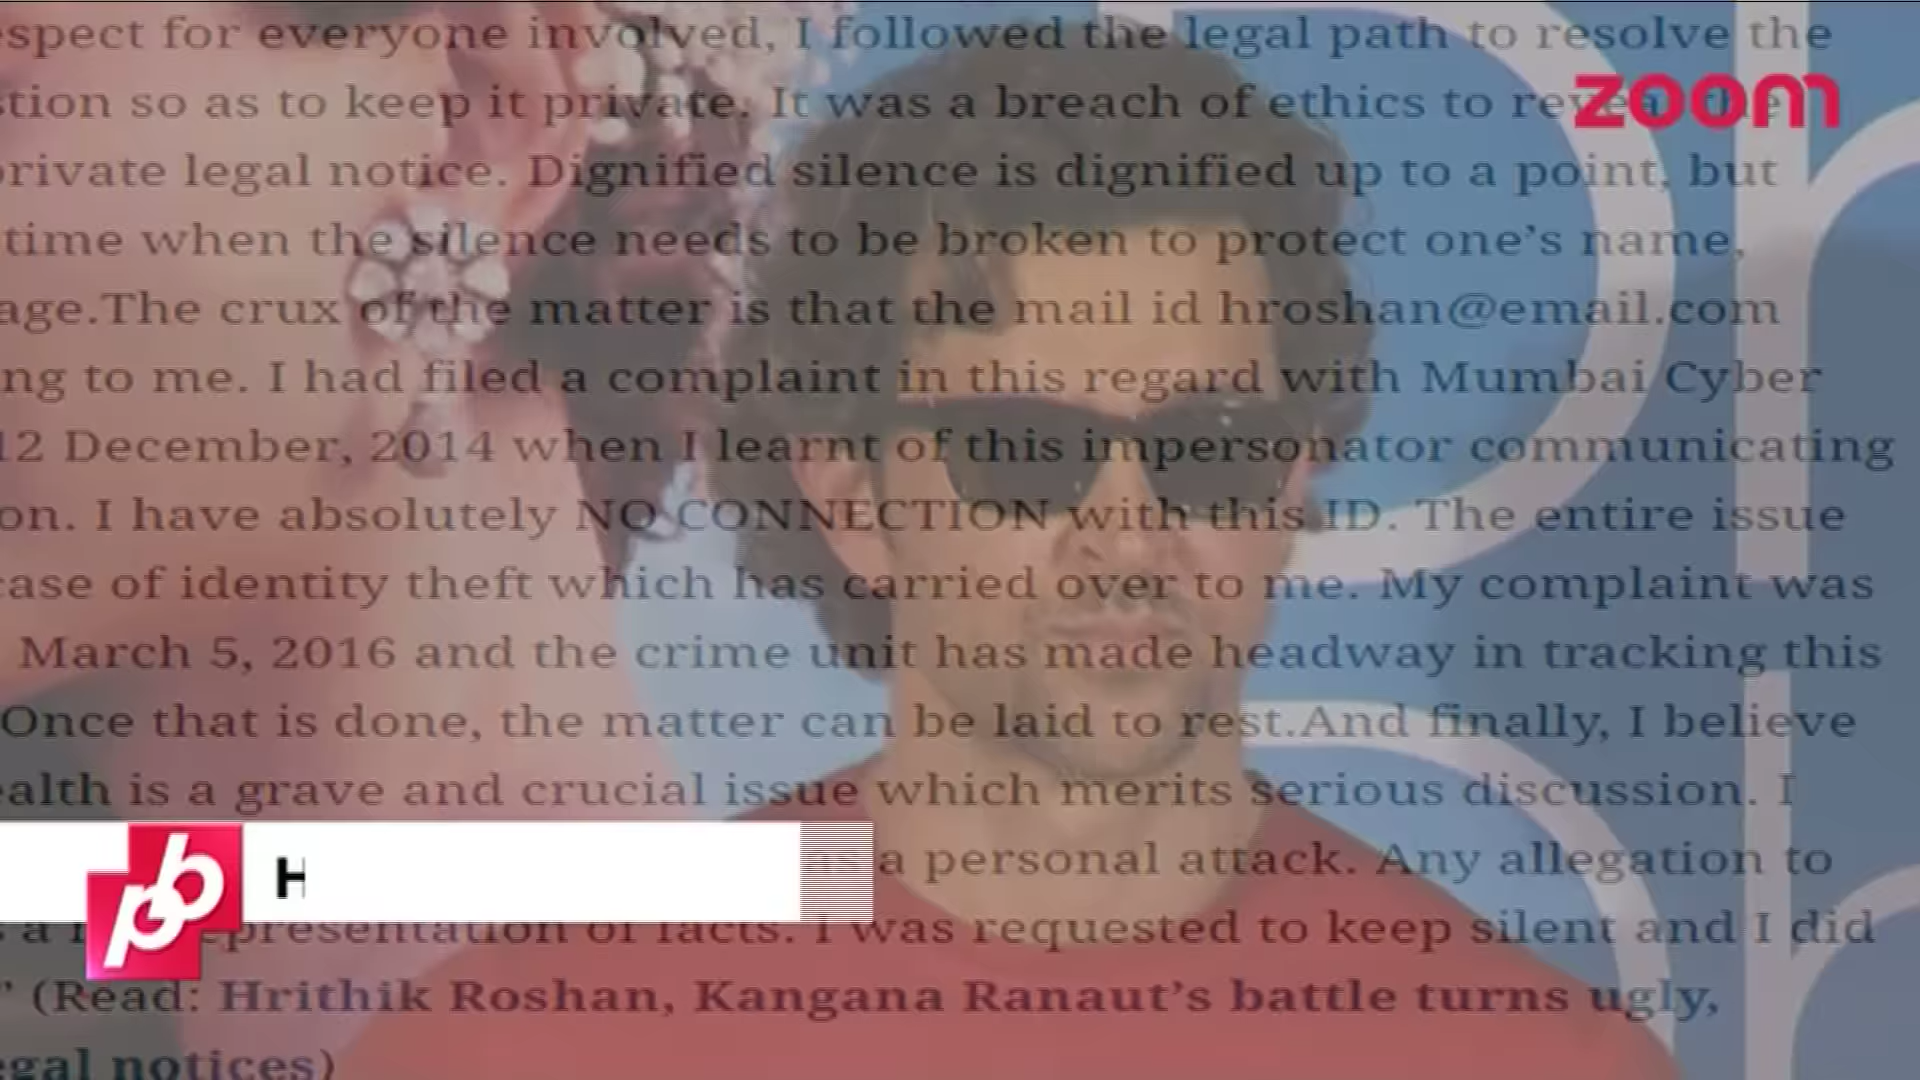 espect for everyone involved, I followed the legal path to resolve the
zoom
stion so as to keep it private. It was a breach of ethics to reveal the
private legal notice. Dignified silence is dignified up to a point, but
time when the silence needs to be broken to protect one's name,
age.The crux of the matter is that the mail id hroshan@email.com
ng to me. I had filed a complaint in this regard with Mumbai Cyber
12 December, 2014 when I learnt of this impersonator communicating
on. I have absolutely NO CONNECTION with this ID. The entire issue
case of identity theft which has carried over to me. My complaint was
March 5, 2016 and the crime unit has made headway in tracking this
Once that is done, the matter can be laid to rest.And finally, I believe
ealth is a grave and crucial issue which merits serious discussion. I
pb H
as a personal attack. Any allegation to
epresentation of facts. I was requested to keep silent and I did
" (Read: Hrithik Roshan, Kangana Ranaut's battle turns ugly,
egal notices)